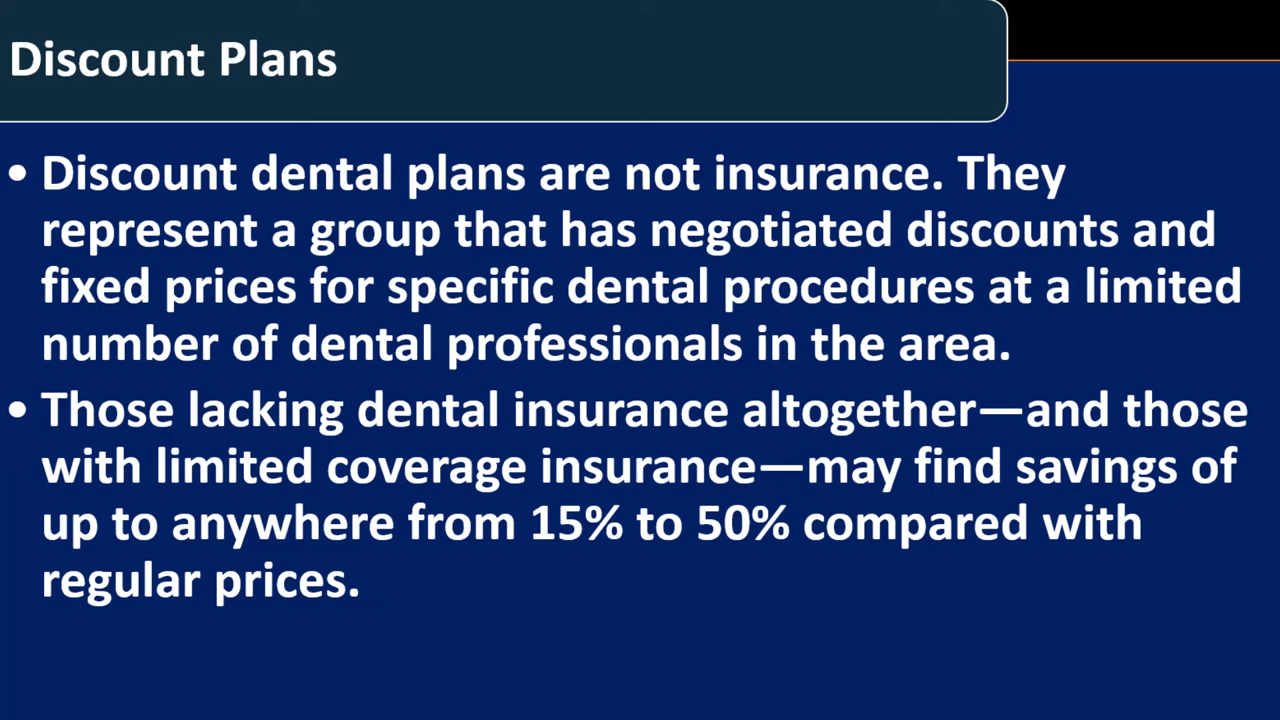 Discount Plans
• Discount dental plans are not insurance. They
represent a group that has negotiated discounts and
fixed prices for specific dental procedures at a limited
number of dental professionals in the area.
• Those lacking dental insurance altogether—and those
with limited coverage insurance—may find savings of
up to anywhere from 15% to 50% compared with
regular prices.